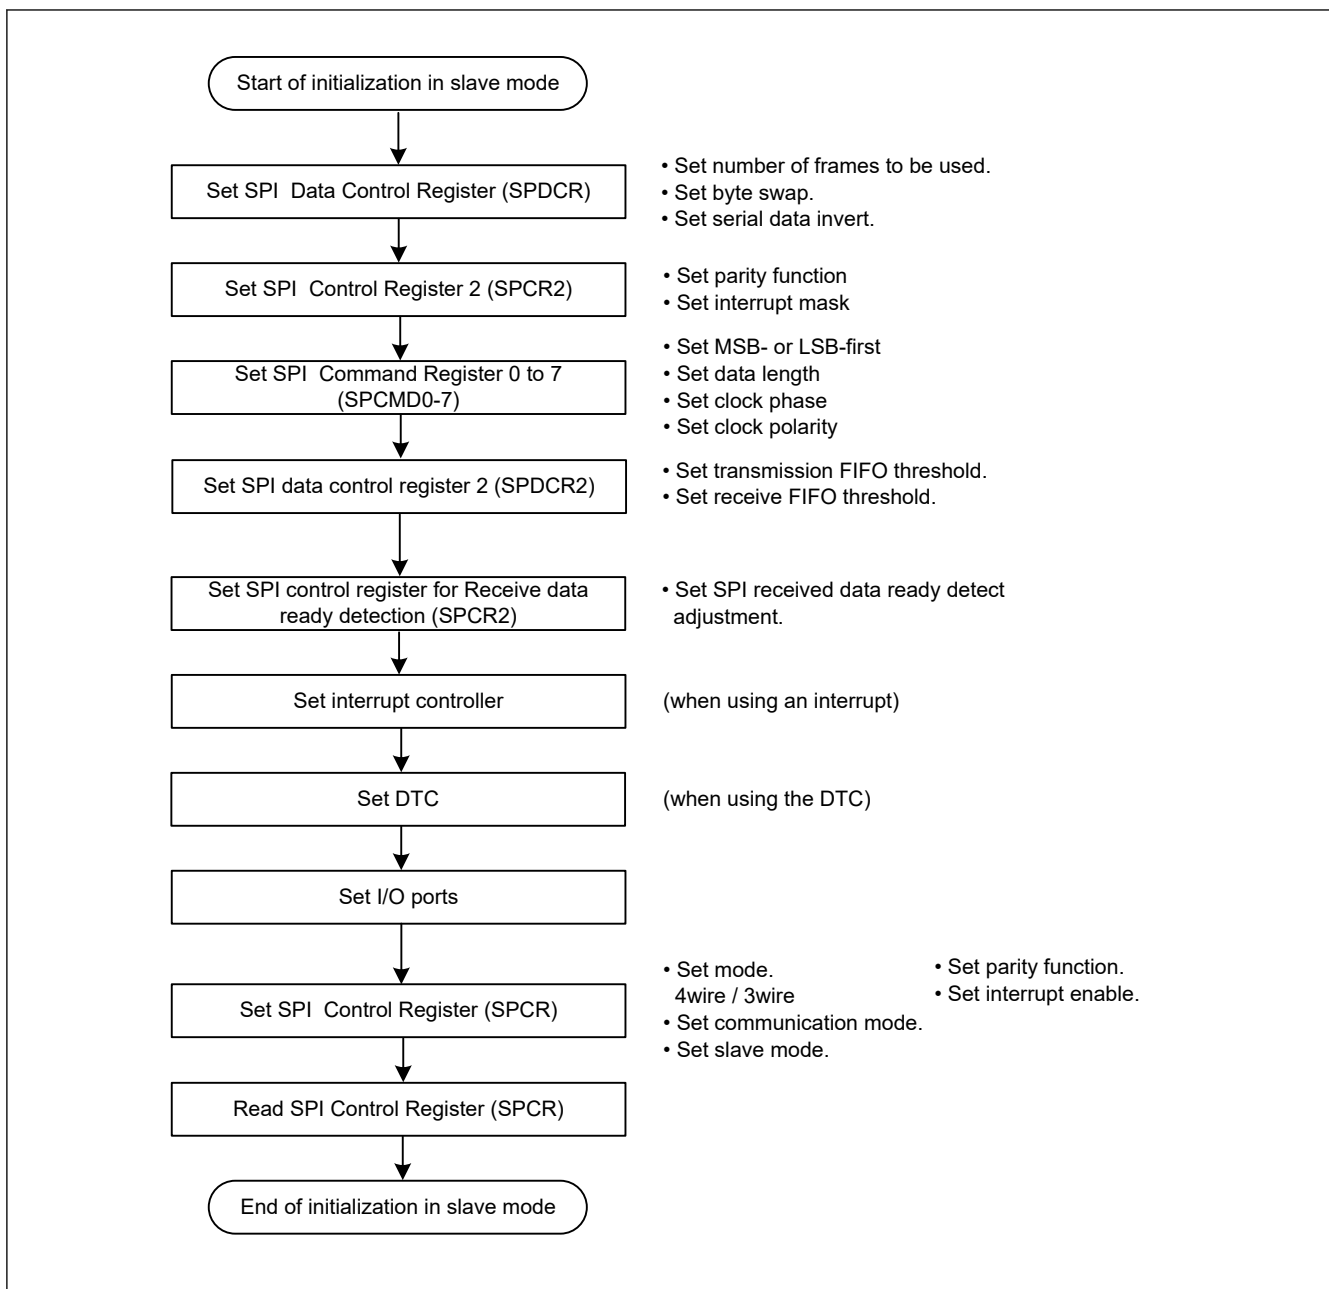 Start of initialization in slave mode
Set SPI  Data Control Register (SPDCR)
• Set number of frames to be used.
• Set byte swap.
• Set serial data invert.
Set SPI  Control Register 2 (SPCR2)
• Set parity function
• Set interrupt mask
Set SPI  Command Register 0 to 7
(SPCMD0-7)
• Set MSB- or LSB-first
• Set data length
• Set clock phase
• Set clock polarity
Set SPI data control register 2 (SPDCR2)
• Set transmission FIFO threshold.
• Set receive FIFO threshold.
Set SPI control register for Receive data
ready detection (SPCR2)
• Set SPI received data ready detect
adjustment.
Set interrupt controller
(when using an interrupt)
Set DTC
(when using the DTC)
Set I/O ports
Set SPI  Control Register (SPCR)
• Set mode.
4wire / 3wire
• Set communication mode.
• Set slave mode.
• Set parity function.
• Set interrupt enable.
Read SPI Control Register (SPCR)
End of initialization in slave mode